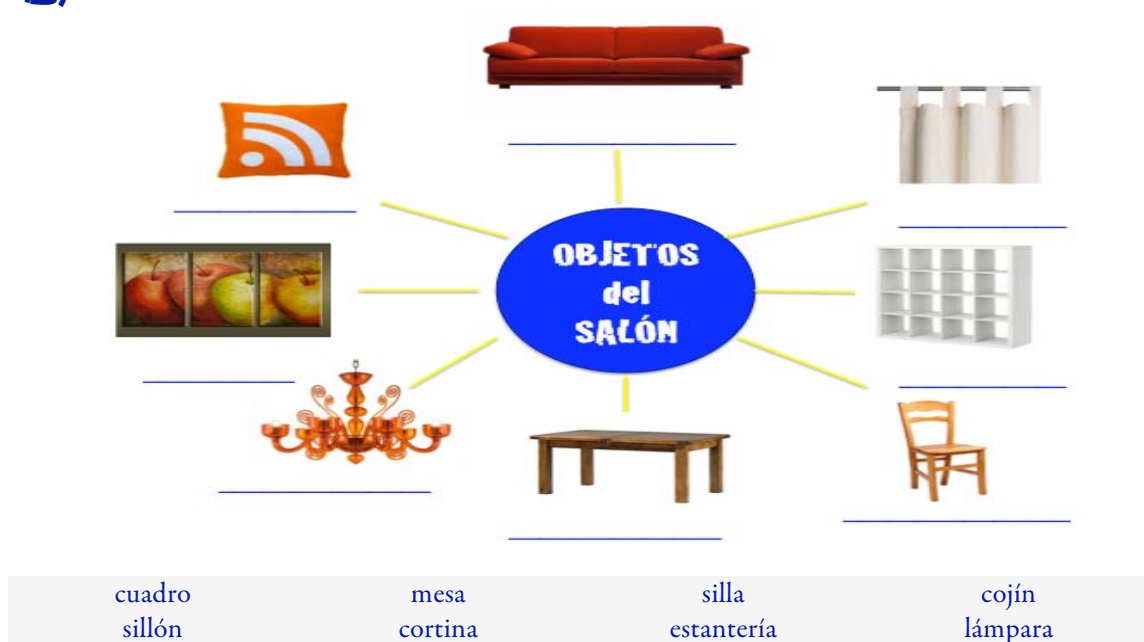 OBJETOS
del
SALÓN
cuadro mesa silla cojín
sillón cortina estantería lámpara